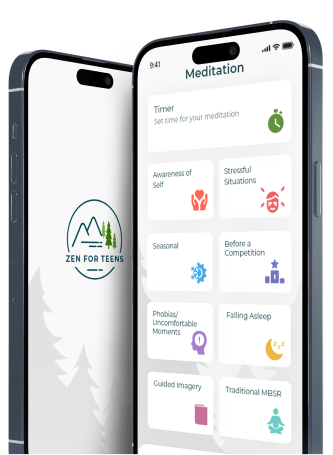 ZEN FOR TEENS
9:41
Meditation
Timer
Set time for your meditation
Awareness of
Self
Stressful
Situations
Seasonal
Before a
Competition
Phobias/
Uncomfortable
Moments
Falling Asleep
Guided Imagery
Traditional MBSR